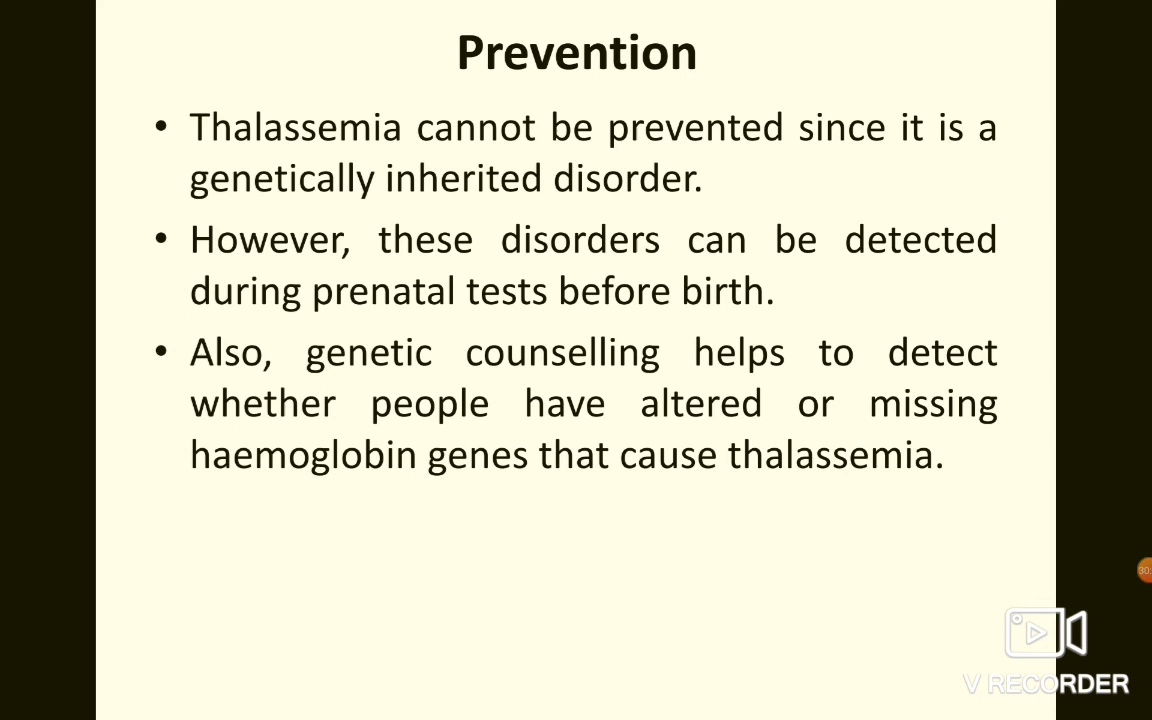 Prevention
• Thalassemia cannot be prevented since it is a
genetically inherited disorder.
• However, these disorders can be detected
during prenatal tests before birth.
• Also, genetic counselling helps to detect
whether people have altered or missing
haemoglobin genes that cause thalassemia.
30:
V RECORDER